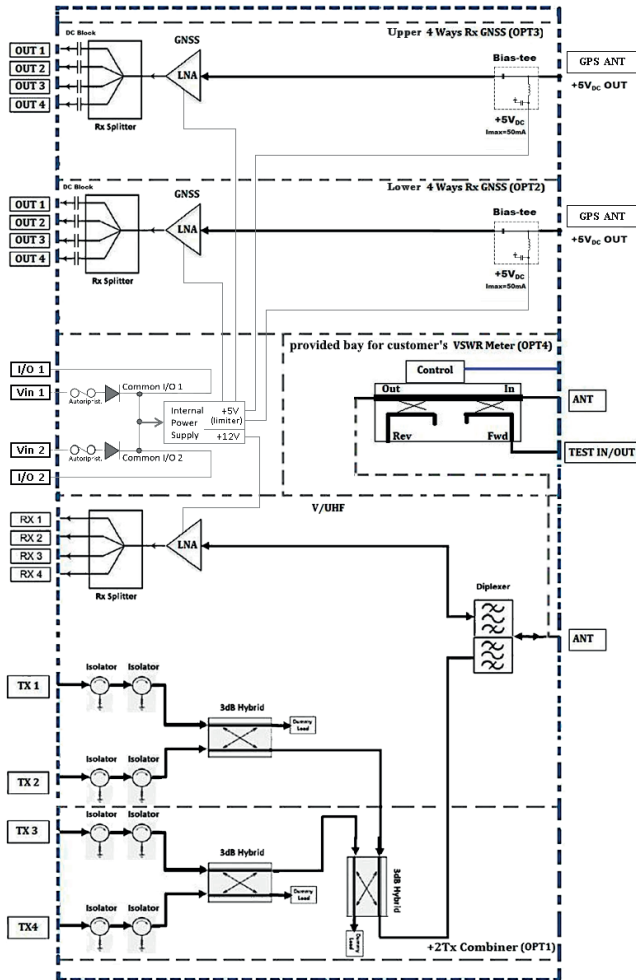 Upper 4 Ways Rx GNSS (OPT3)
DC Block
GNSS
OUT 1
OUT 2
OUT 3
OUT 4
LNA
Bias-tee
GPS ANT
+5VDC OUT
Rx Splitter
+5VDC
Imax=50mA
Lower 4 Ways Rx GNSS (OPT2)
DC Block
GNSS
OUT 1
OUT 2
OUT 3
OUT 4
LNA
Bias-tee
GPS ANT
+5VDC OUT
Rx Splitter
+5VDC
Imax=50mA
provided bay for customer's VSWR Meter (OPT4)
I/O 1
Vin 1
Autoripist.
Common I/O 1
Internal
Power
Supply
+5V
(limiter)
+12V
Vin 2
Autoripist.
Common I/O 2
I/O 2
Control
Out
In
Rev
Fwd
ANT
TEST IN/OUT
V/UHF
RX 1
RX 2
RX 3
RX 4
LNA
Rx Splitter
Diplexer
ANT
TX 1
Isolator
Isolator
3dB Hybrid
Dummy
Load
TX 2
Isolator
Isolator
TX 3
Isolator
Isolator
3dB Hybrid
Dummy
Load
3dB Hybrid
TX4
Isolator
Isolator
Dummy
Load
+2Tx Combiner (OPT1)